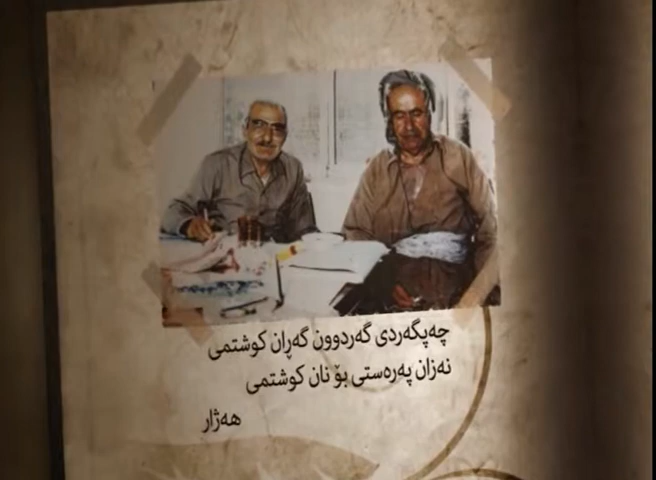 چەپگەردی گەردوون گەڕان کوشتمی
نەزان پەرەستی بۆ نان کوشتمی
هەژار